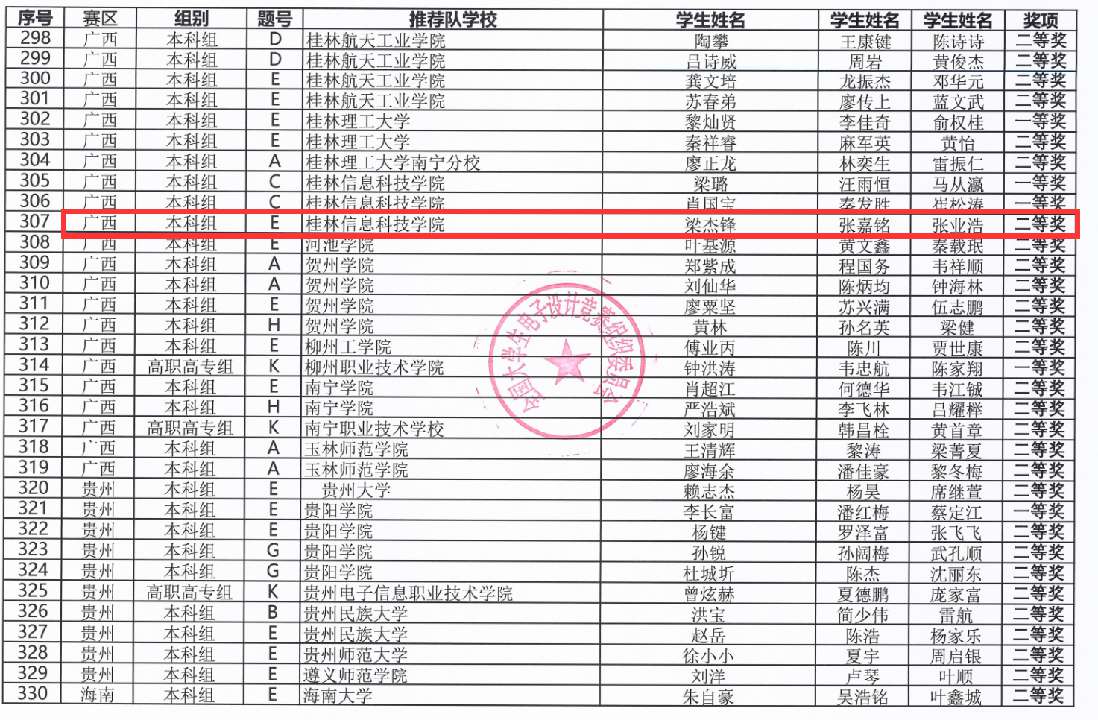 序号 赛区 组别 题号 推荐队学校 学生姓名 学生姓名 学生姓名 奖项
298 广西 本科组 D 桂林航天工业学院 陶攀 王康键 陈诗诗 二等奖
299 广西 本科组 D 桂林航天工业学院 吕诗威 周岩 黄俊杰 二等奖
300 广西 本科组 E 桂林航天工业学院 龚文培 龙振杰 邓华元 二等奖
301 广西 本科组 E 桂林航天工业学院 苏春弟 廖传上 蓝文武 二等奖
302 广西 本科组 E 桂林理工大学 黎灿贤 李佳奇 俞权桂 一等奖
303 广西 本科组 E 桂林理工大学 秦祥睿 麻军英 黄怡 二等奖
304 广西 本科组 A 桂林理工大学南宁分校 廖正龙 林奕生 雷振仁 二等奖
305 广西 本科组 C 桂林信息科技学院 梁璐 汪雨恒 马从瀛 一等奖
306 广西 本科组 C 桂林信息科技学院 肖国宝 秦发胜 崔松涛 一等奖
307 广西 本科组 E 桂林信息科技学院 梁杰锋 张嘉铭 张业浩 二等奖
308 广西 本科组 E 河池学院 叶基源 黄文鑫 秦载珉 二等奖
309 广西 本科组 A 贺州学院 郑紫成 程国务 韦祥顺 二等奖
310 广西 本科组 A 贺州学院 刘仙华 陈炳均 钟海林 二等奖
311 广西 本科组 E 贺州学院 廖粟坚 苏兴满 伍志鹏 二等奖
312 广西 本科组 H 贺州学院 黄林 孙名英 梁健 二等奖
313 广西 本科组 E 柳州工学院 傅业丙 陈川 贾世康 二等奖
314 广西 高职高专组 K 柳州职业技术学院 钟洪涛 韦忠航 陈家翔 一等奖
315 广西 本科组 E 南宁学院 肖超江 何德华 韦江铖 二等奖
316 广西 本科组 H 南宁学院 严浩斌 李飞林 吕耀樺 二等奖
317 广西 高职高专组 K 南宁职业技术学校 刘家明 韩昌栓 黄首章 二等奖
318 广西 本科组 A 玉林师范学院 王清辉 黎涛 梁菁夏 二等奖
319 广西 本科组 A 玉林师范学院 廖海余 潘佳豪 黎冬梅 二等奖
320 贵州 本科组 E 贵州大学 赖志杰 杨昊 席继萱 二等奖
321 贵州 本科组 E 贵阳学院 李长富 潘红梅 蔡定江 一等奖
322 贵州 本科组 E 贵阳学院 杨键 罗泽富 张飞飞 二等奖
323 贵州 本科组 G 贵阳学院 孙锐 孙阔梅 武孔顺 二等奖
324 贵州 本科组 G 贵阳学院 杜城圻 陈杰 沈丽东 二等奖
325 贵州 高职高专组 K 贵州电子信息职业技术学院 曾炫赫 夏德鹏 庞家富 二等奖
326 贵州 本科组 B 贵州民族大学 洪宝 简少伟 雷航 二等奖
327 贵州 本科组 E 贵州民族大学 赵岳 陈浩 杨家乐 二等奖
328 贵州 本科组 E 贵州师范大学 徐小小 夏宇 周启银 二等奖
329 贵州 本科组 E 遵义师范学院 刘洋 卢琴 叶顺 二等奖
330 海南 本科组 E 海南大学 朱自豪 吴浩铭 叶鑫城 二等奖
全国大学生电子设计竞赛组织委员会